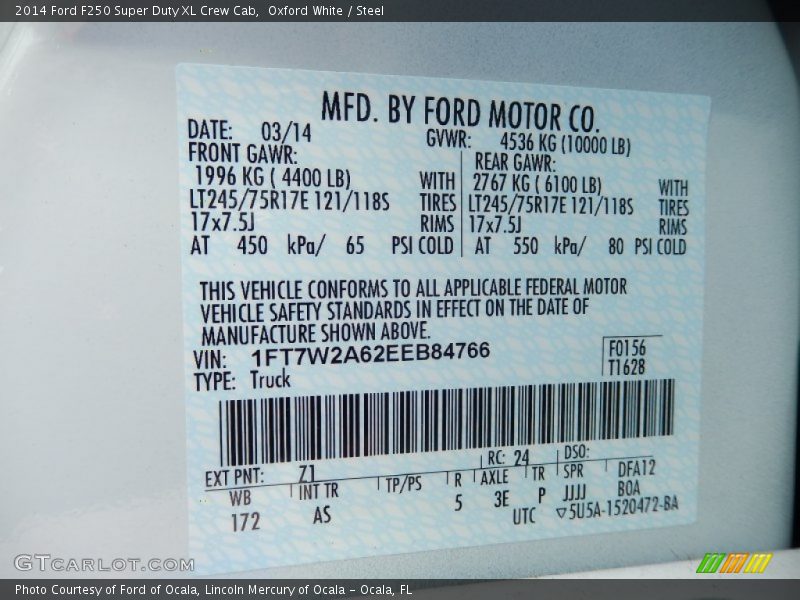 2014 Ford F250 Super Duty XL Crew Cab,  Oxford White / Steel
MFD. BY FORD MOTOR CO.
DATE: 03/14 GVWR: 4536 KG (10000 LB)
FRONT GAWR: REAR GAWR:
1996 KG ( 4400 LB) WITH 2767 KG ( 6100 LB) WITH
LT245/75R17E 121/118S TIRES LT245/75R17E 121/118S TIRES
17x7.5J RIMS 17x7.5J RIMS
AT 450 kPa/ 65 PSI COLD AT 550 kPa/ 80 PSI COLD
THIS VEHICLE CONFORMS TO ALL APPLICABLE FEDERAL MOTOR
VEHICLE SAFETY STANDARDS IN EFFECT ON THE DATE OF
MANUFACTURE SHOWN ABOVE.
VIN: 1FT7W2A62EEB84766 F0156
TYPE: Truck T1628
EXT PNT: Z1 RC: 24 DSO:
WB INT TR TP/PS R AXLE TR SPR DFA12
172 AS 5 3E P JJJJ BOA
UTC ▽5U5A-1520472-BA
GTCARLOT.COM
Photo Courtesy of Ford of Ocala, Lincoln Mercury of Ocala - Ocala, FL